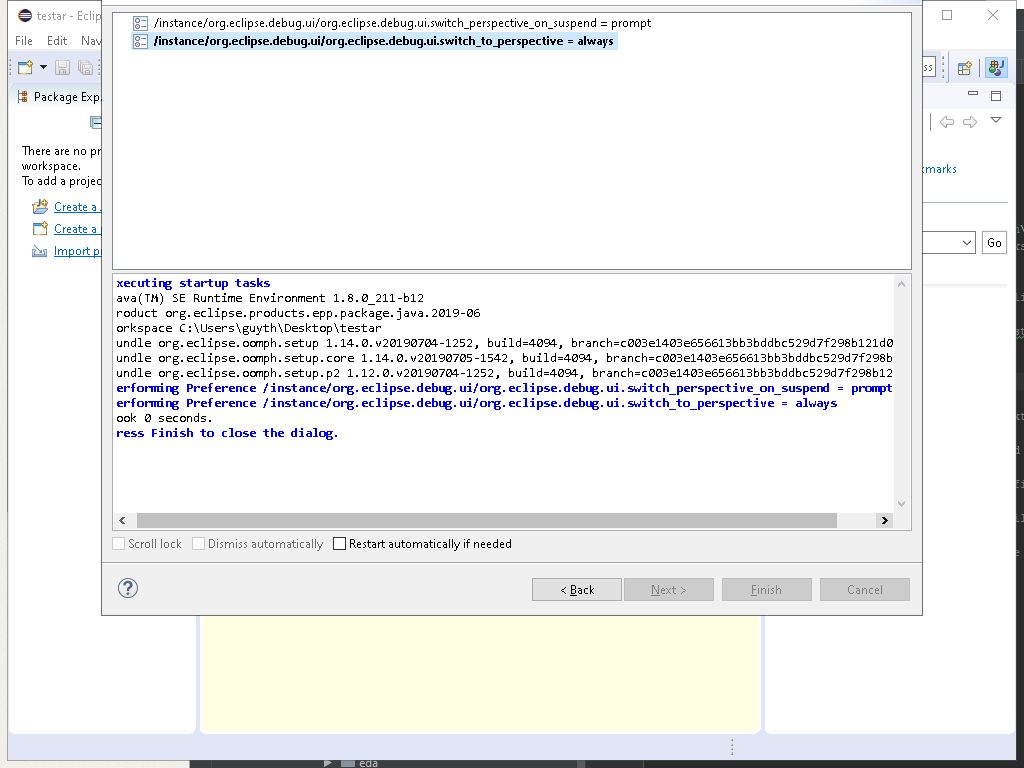 testar - Eclip
/instance/org.eclipse.debug.ui/org.eclipse.debug.ui.switch_perspective_on_suspend = prompt
/instance/org.eclipse.debug.ui/org.eclipse.debug.ui.switch_to_perspective = always
File Edit Nav
ss
Package Exp
There are no pr
workspace.
To add a projec
Create a
Create a
Import p
kmarks
Go
xecuting startup tasks
ava(TM) SE Runtime Environment 1.8.0_211-b12
roduct org.eclipse.products.epp.package.java.2019-06
orkspace C:\Users\guyth\Desktop\testar
undle org.eclipse.oomph.setup 1.14.0.v20190704-1252, build=4094, branch=c003e1403e656613bb3bddbc529d7f298b121d0
undle org.eclipse.oomph.setup.core 1.14.0.v20190705-1542, build=4094, branch=c003e1403e656613bb3bddbc529d7f298b
undle org.eclipse.oomph.setup.p2 1.12.0.v20190704-1252, build=4094, branch=c003e1403e656613bb3bddbc529d7f298b12
erforming Preference /instance/org.eclipse.debug.ui/org.eclipse.debug.ui.switch_perspective_on_suspend = prompt
erforming Preference /instance/org.eclipse.debug.ui/org.eclipse.debug.ui.switch_to_perspective = always
ook 0 seconds.
ress Finish to close the dialog.
Scroll lock Dismiss automatically Restart automatically if needed
?
< Back Next > Finish Cancel
eda